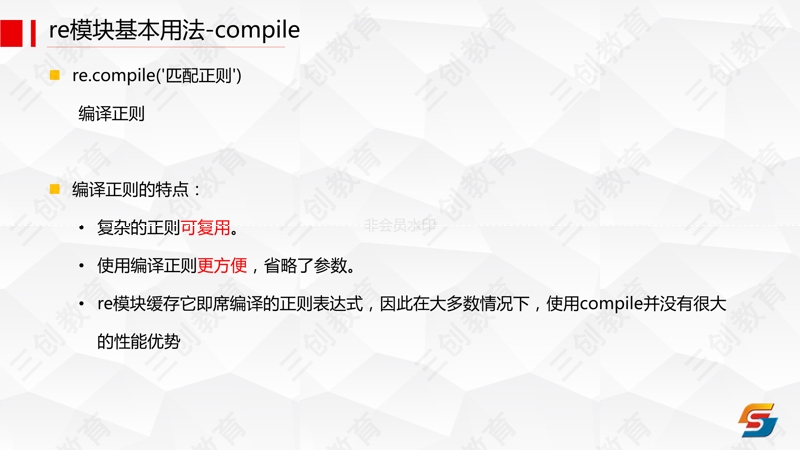 re模块基本用法-compile
re.compile('匹配正则')
编译正则
编译正则的特点：
• 复杂的正则可复用。
• 使用编译正则更方便，省略了参数。
• re模块缓存它即席编译的正则表达式，因此在大多数情况下，使用compile并没有很大
的性能优势
非会员水印
三创教育